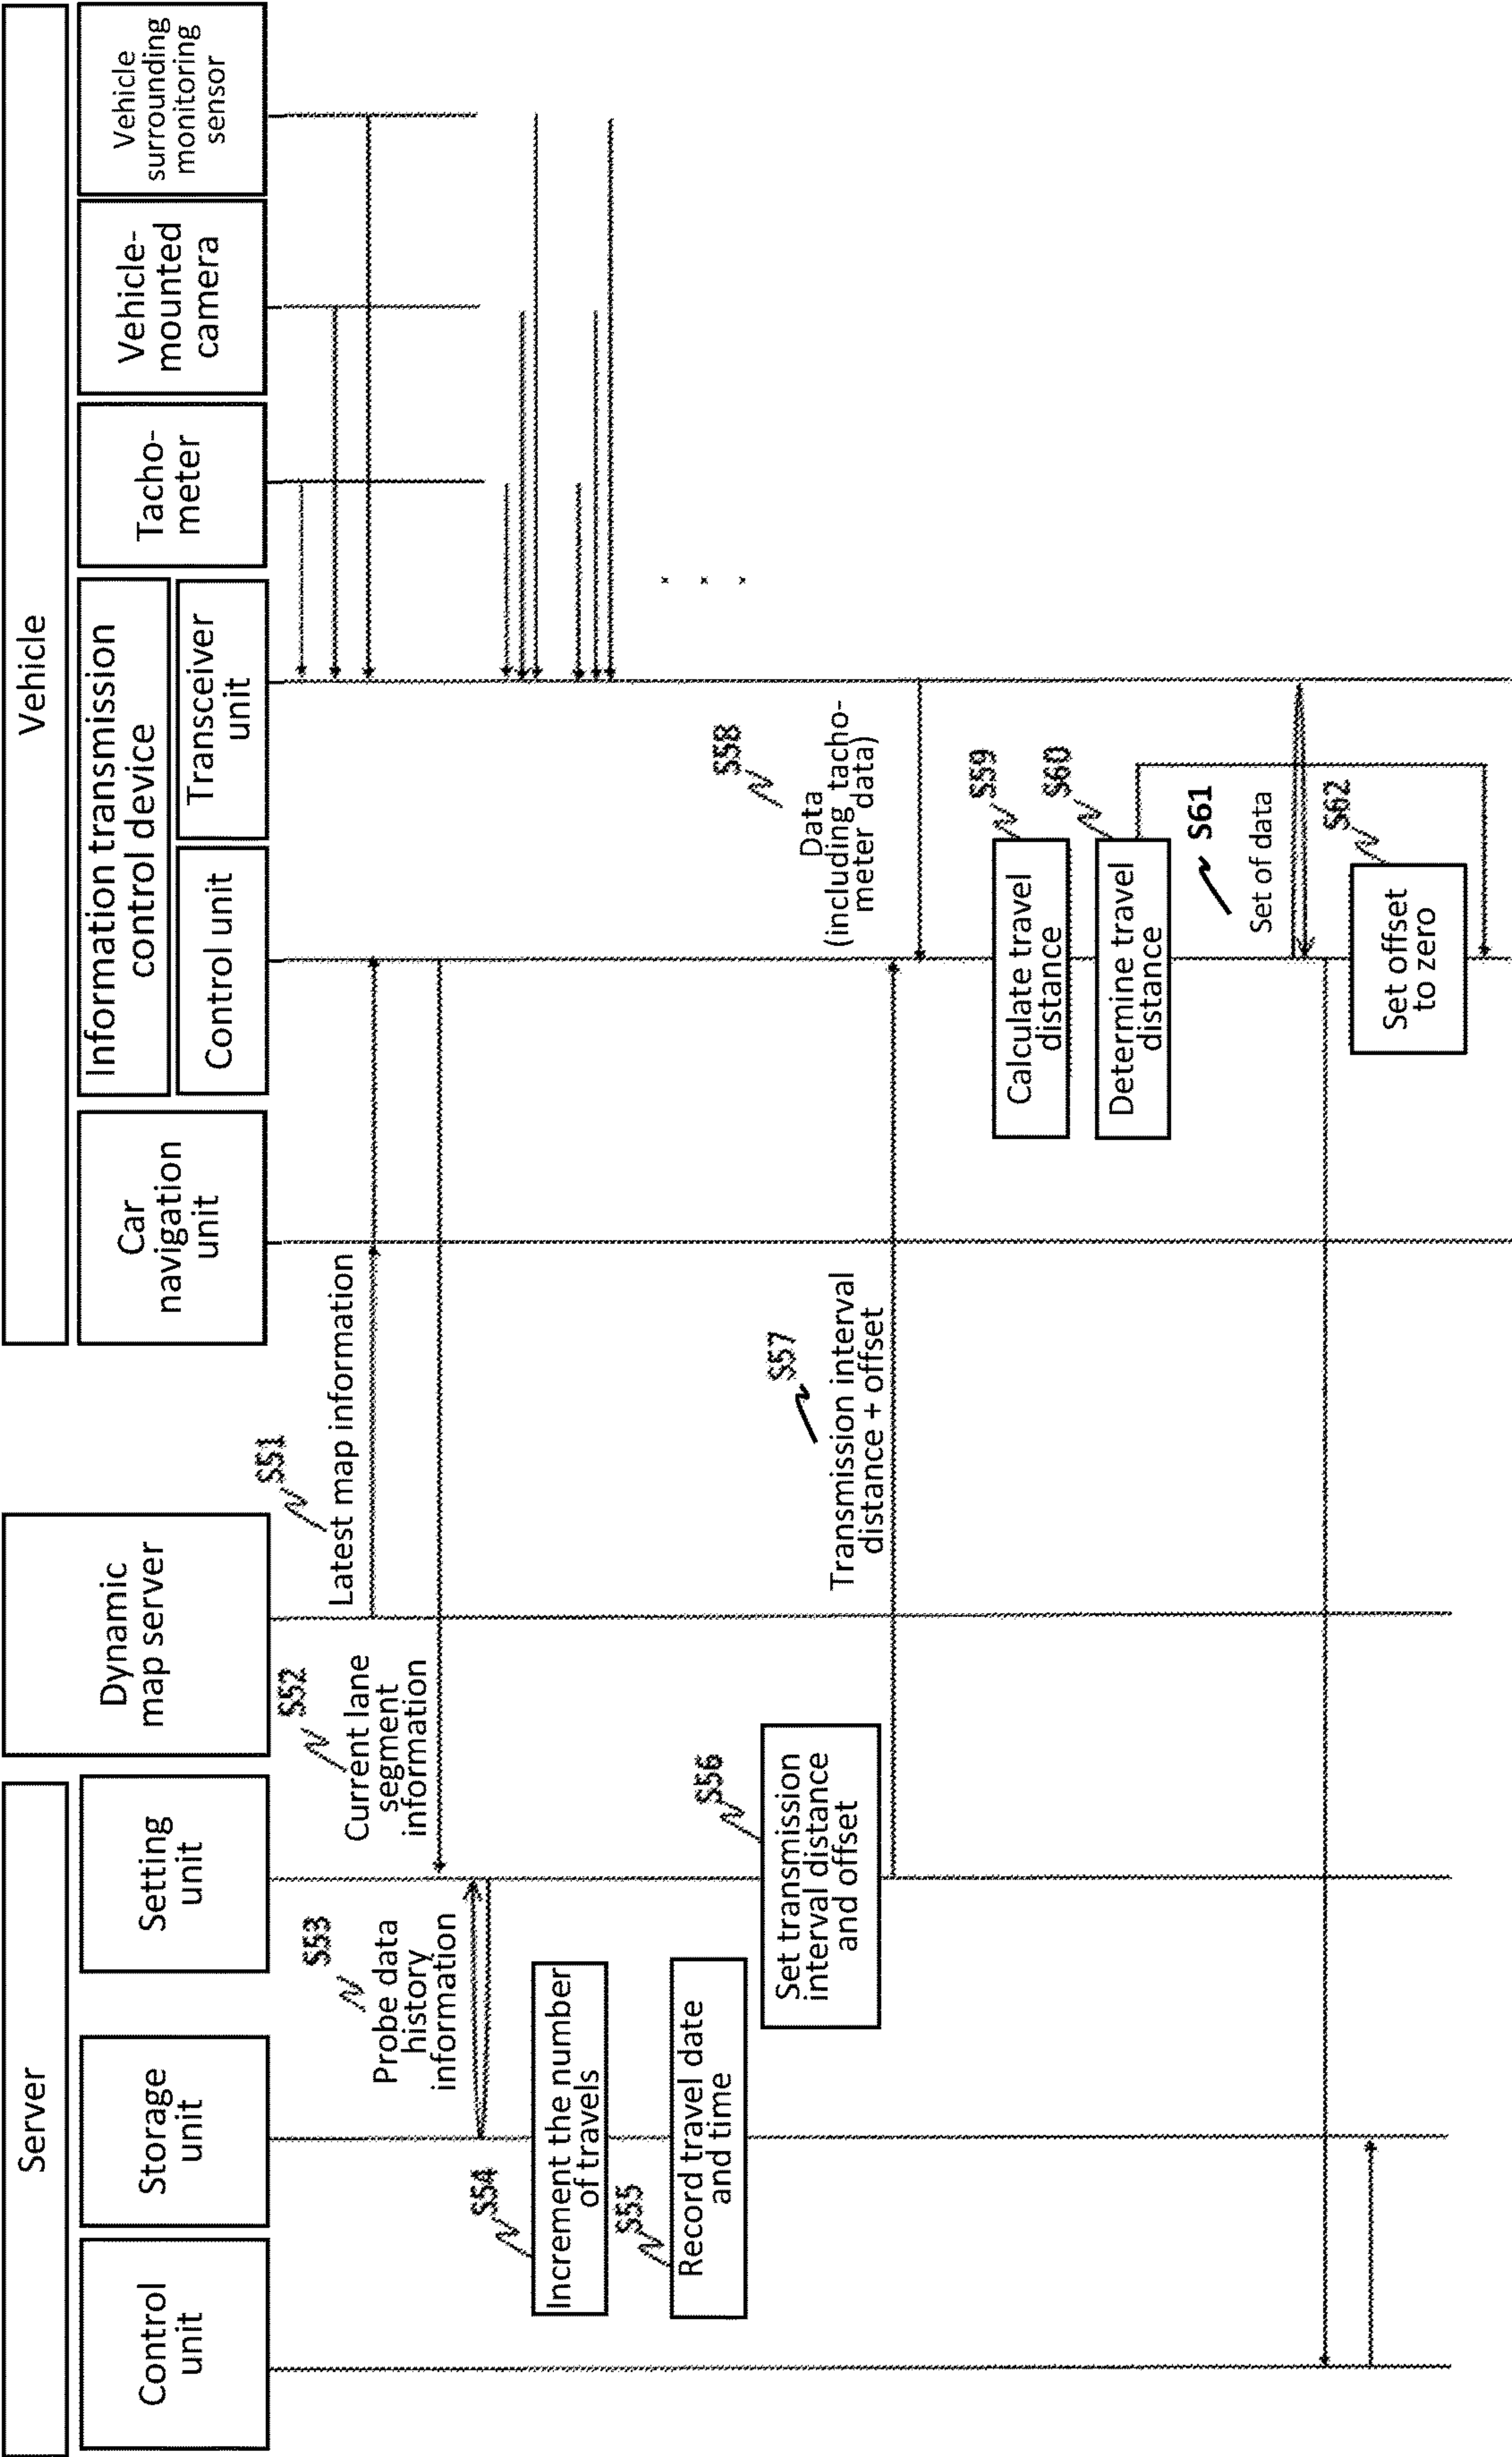 Server
Vehicle
Control
unit
Storage
unit
Setting
unit
Dynamic
map server
Car
navigation
unit
Information transmission
control device
Control unit
Transceiver
unit
Tacho-
meter
Vehicle-
mounted
camera
Vehicle
surrounding
monitoring
sensor
S51
Latest map information
S52
Current lane
segment
information
S53
Probe data
history
information
S54
Increment the number
of travels
S55
Record travel date
and time
S56
Set transmission
interval distance
and offset
S57
Transmission interval
distance + offset
S58
Data
(including tacho-
meter data)
S59
Calculate travel
distance
S60
Determine travel
distance
S61
Set of data
S62
Set offset
to zero